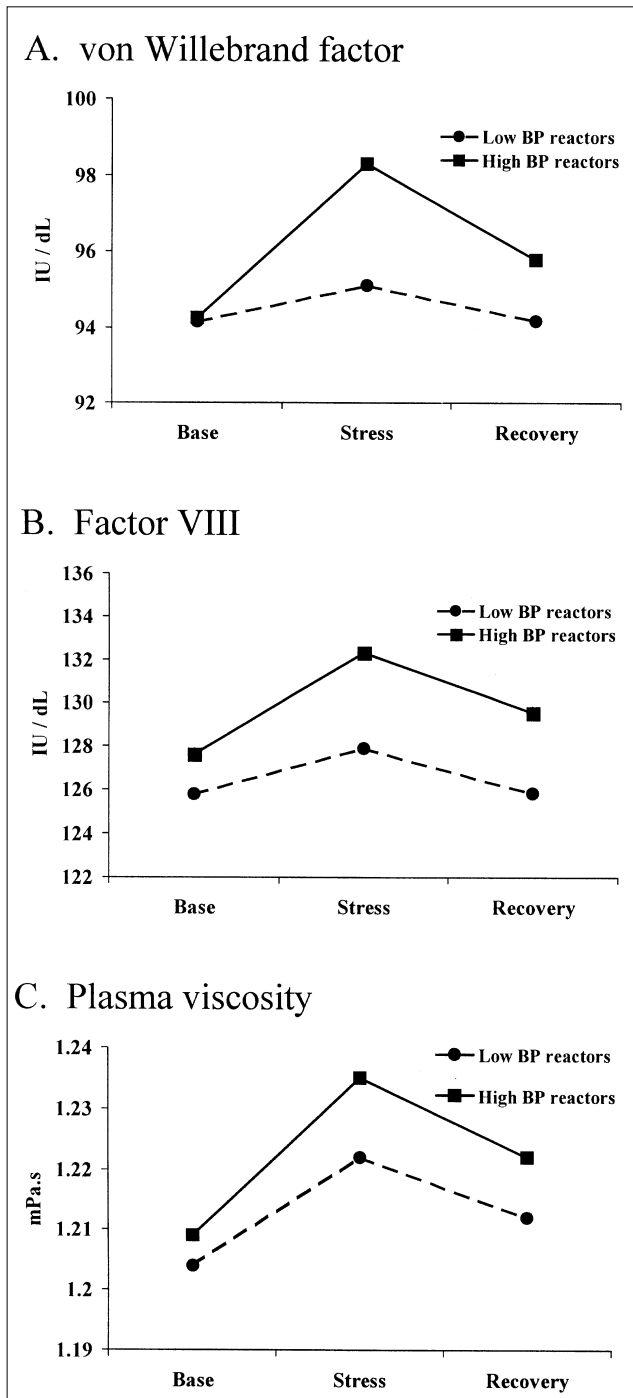 A. von Willebrand factor
100
98
96
94
92
IU / dL
Low BP reactors
High BP reactors
Base Stress Recovery
B. Factor VIII
136
134
132
130
128
126
124
122
IU / dL
Low BP reactors
High BP reactors
Base Stress Recovery
C. Plasma viscosity
1.24
1.23
1.22
1.21
1.2
1.19
mPa.s
Low BP reactors
High BP reactors
Base Stress Recovery